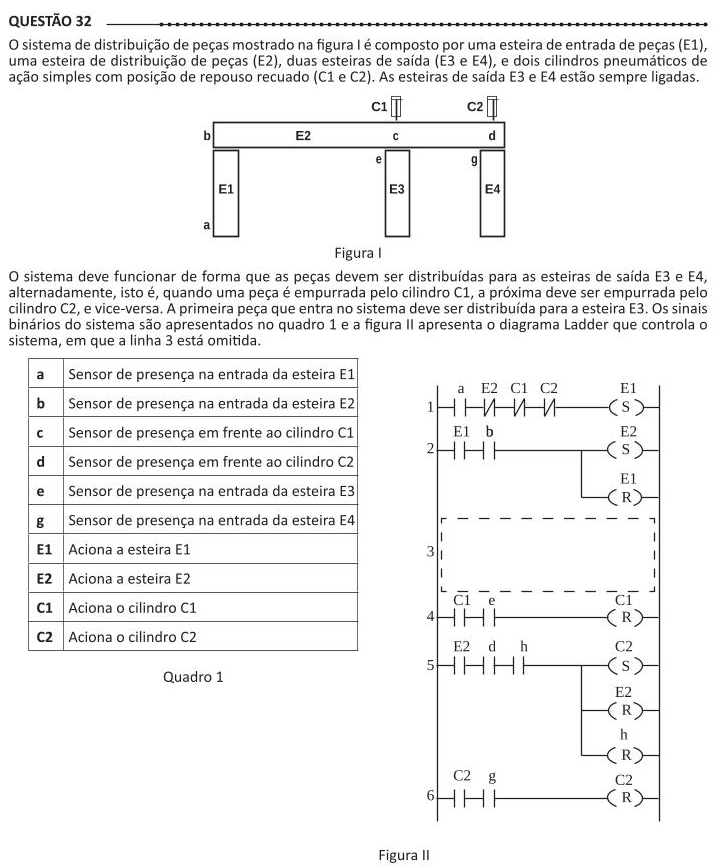 QUESTÃO 32
O sistema de distribuição de peças mostrado na figura I é composto por uma esteira de entrada de peças (E1),
uma esteira de distribuição de peças (E2), duas esteiras de saída (E3 e E4), e dois cilindros pneumáticos de
ação simples com posição de repouso recuado (C1 e C2). As esteiras de saída E3 e E4 estão sempre ligadas.
C1 C2
b E2 c d
e g
E1 E3 E4
a
Figura I
O sistema deve funcionar de forma que as peças devem ser distribuídas para as esteiras de saída E3 e E4,
alternadamente, isto é, quando uma peça é empurrada pelo cilindro C1, a próxima deve ser empurrada pelo
cilindro C2, e vice-versa. A primeira peça que entra no sistema deve ser distribuída para a esteira E3. Os sinais
binários do sistema são apresentados no quadro 1 e a figura II apresenta o diagrama Ladder que controla o
sistema, em que a linha 3 está omitida.
a Sensor de presença na entrada da esteira E1
b Sensor de presença na entrada da esteira E2
c Sensor de presença em frente ao cilindro C1
d Sensor de presença em frente ao cilindro C2
e Sensor de presença na entrada da esteira E3
g Sensor de presença na entrada da esteira E4
E1 Aciona a esteira E1
E2 Aciona a esteira E2
C1 Aciona o cilindro C1
C2 Aciona o cilindro C2
Quadro 1
a E2 C1 C2 E1
1 S
E1 b E2
2 S
E1
R
3
C1 e C1
4 R
E2 d h C2
5 S
E2
R
h
R
C2 g C2
6 R
Figura II